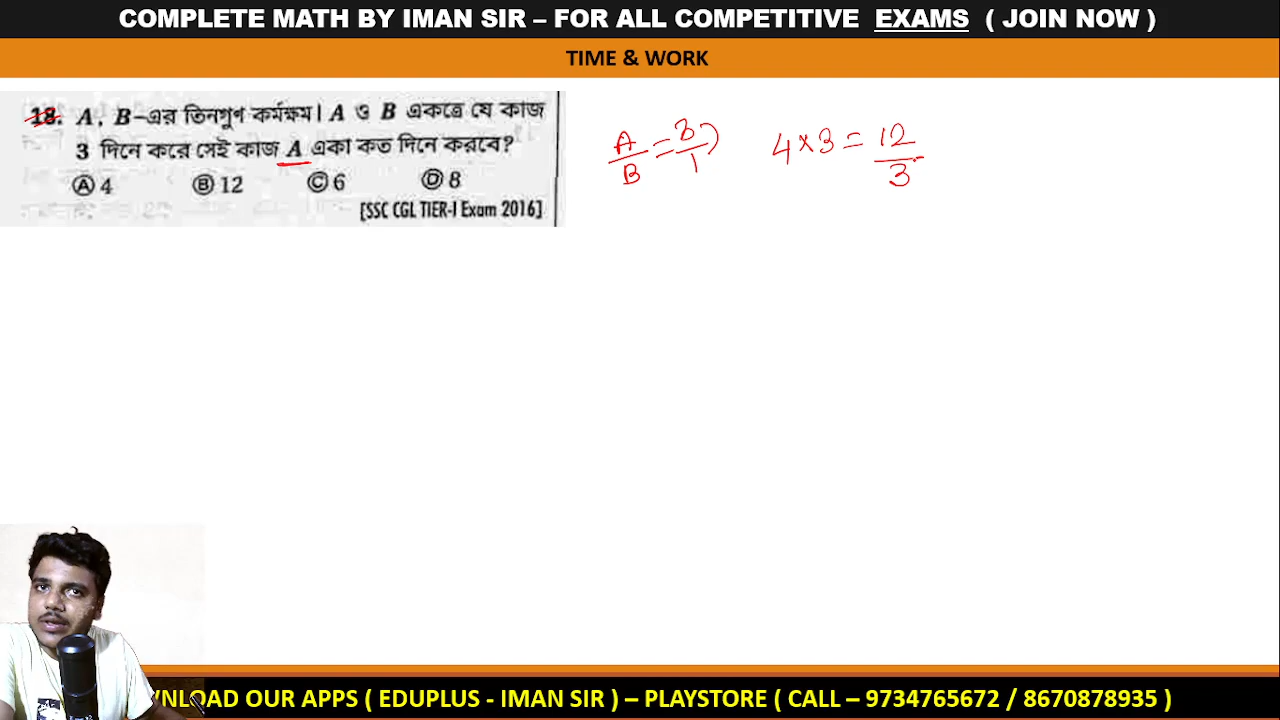 COMPLETE MATH BY IMAN SIR – FOR ALL COMPETITIVE EXAMS ( JOIN NOW )
TIME & WORK
18. A, B-এর তিনগুণ কর্মক্ষম। A ও B একত্রে যে কাজ
3 দিনে করে সেই কাজ A একা কত দিনে করবে?
Ⓐ 4 Ⓑ 12 Ⓒ 6 Ⓓ 8
[SSC CGL TIER-I Exam 2016]
A/B = 3/1) 4×3 = 12/3
WNLOAD OUR APPS ( EDUPLUS - IMAN SIR ) – PLAYSTORE ( CALL – 9734765672 / 8670878935 )